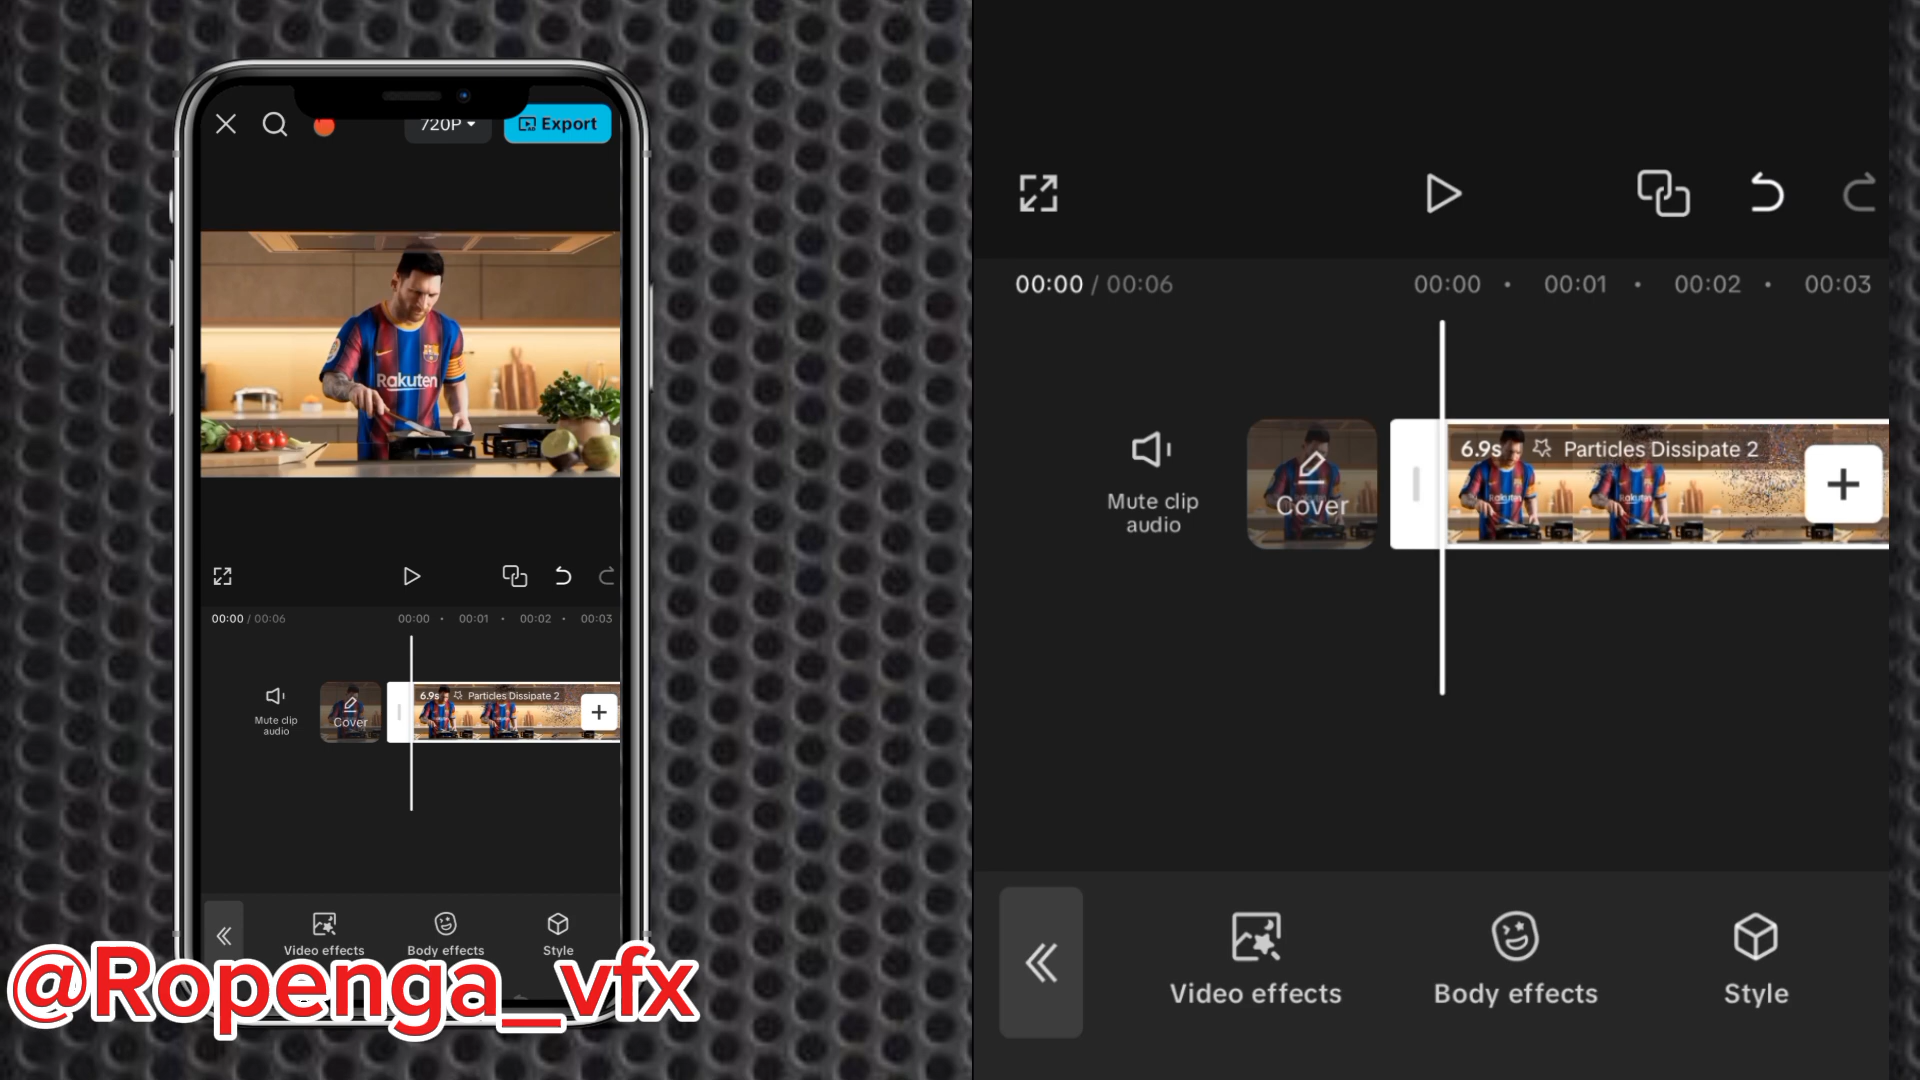 720P
Export
Rakuten
00:00 / 00:06
00:00 • 00:01 • 00:02 • 00:03
Mute clip
audio
Cover
6.9s Particles Dissipate 2
Video effects
Body effects
Style
@Ropenga_vfx
00:00 / 00:06
00:00 • 00:01 • 00:02 • 00:03
Mute clip
audio
Cover
6.9s Particles Dissipate 2
Rakuten
Rakuten
Video effects
Body effects
Style